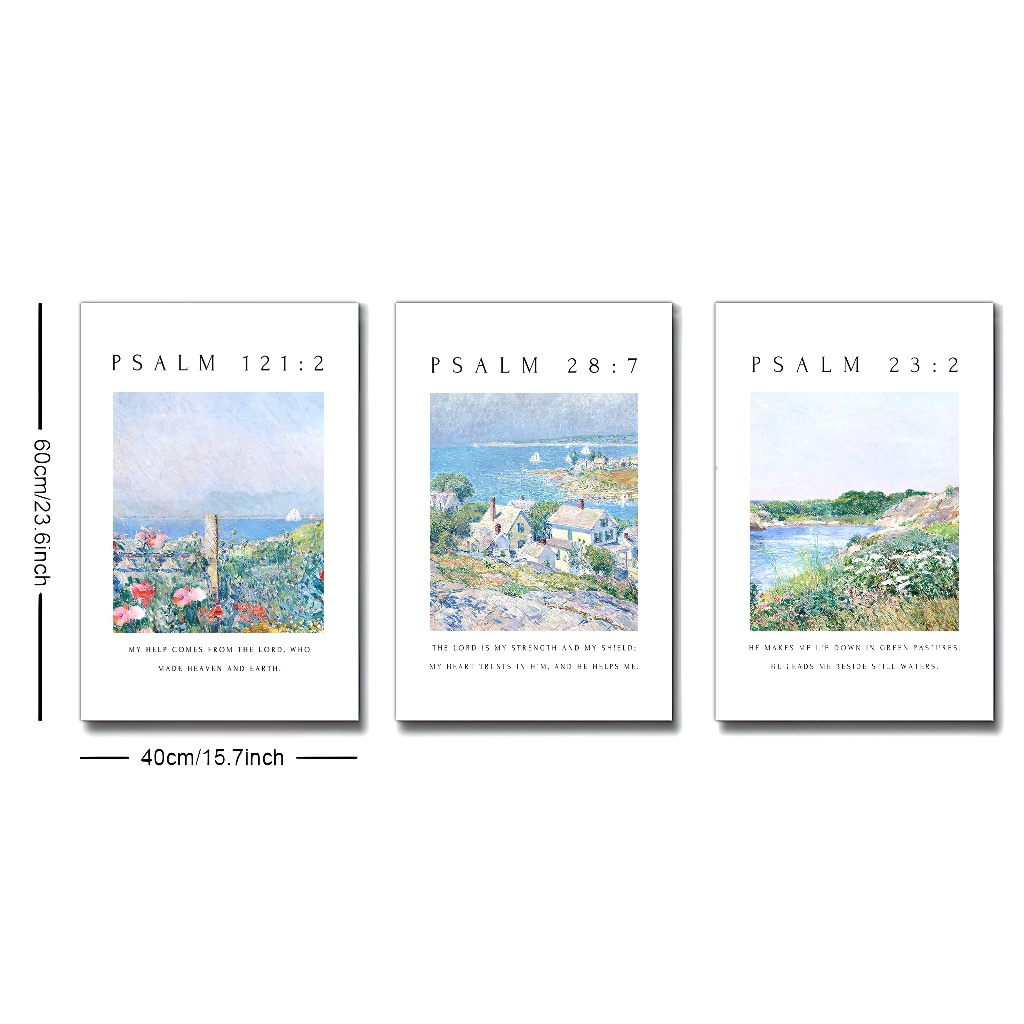 PSALM 121:2
MY HELP COMES FROM THE LORD, WHO
MADE HEAVEN AND EARTH.
PSALM 28:7
THE LORD IS MY STRENGTH AND MY SHIELD;
MY HEART TRUSTS IN HIM, AND HE HELPS ME.
PSALM 23:2
HE MAKES ME LIE DOWN IN GREEN PASTURES.
HE LEADS ME BESIDE STILL WATERS.
60cm/23.6inch
40cm/15.7inch